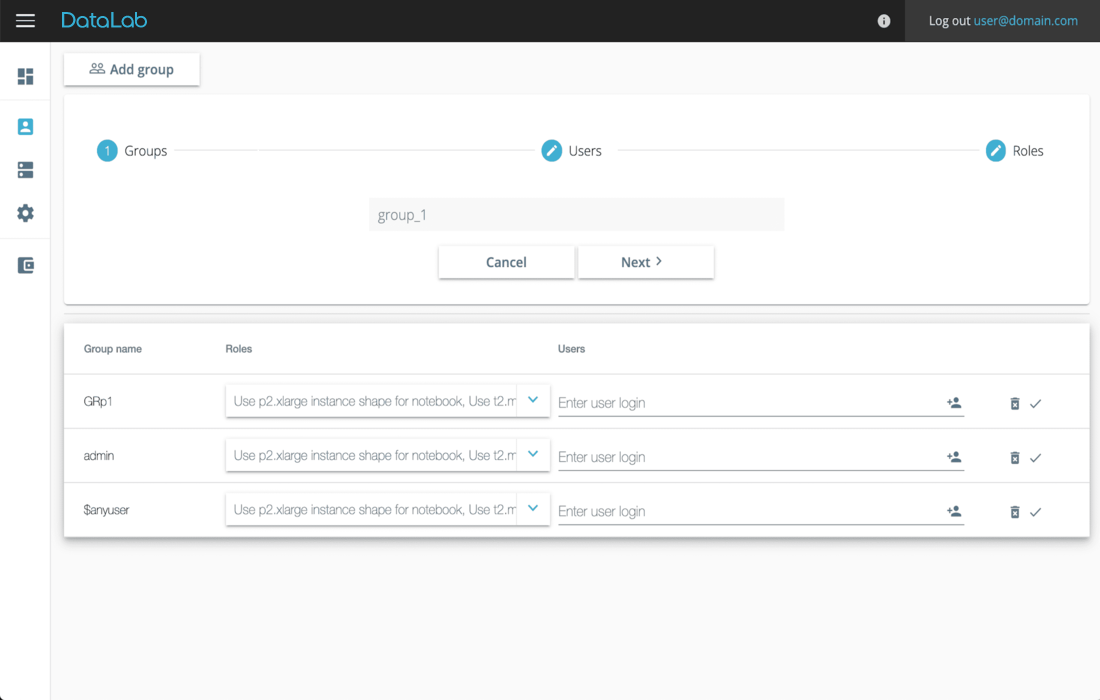 DataLab
Log out user@domain.com
Add group
1 Groups
Users
Roles
group_1
Cancel
Next
Group name Roles Users
GRp1 Use p2.xlarge instance shape for notebook, Use t2.m Enter user login
admin Use p2.xlarge instance shape for notebook, Use t2.m Enter user login
$anyuser Use p2.xlarge instance shape for notebook, Use t2.m Enter user login